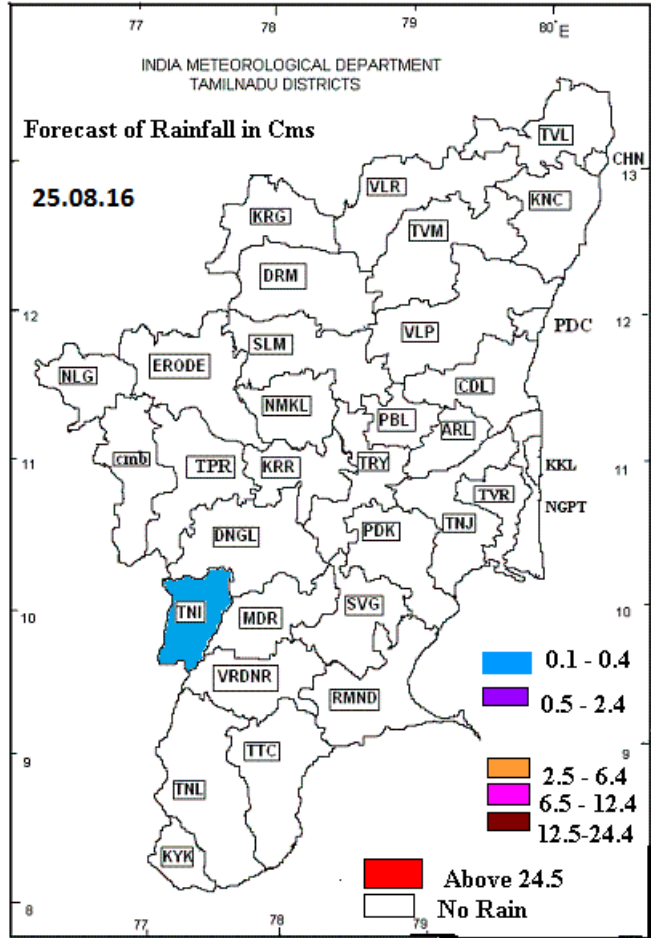 77 78 79 80° E
INDIA METEOROLOGICAL DEPARTMENT
TAMILNADU DISTRICTS
Forecast of Rainfall in Cms
TVL
CHN
13
25.08.16
VLR
KNC
KRG
TVM
DRM
12
12
PDC
VLP
SLM
ERODE
NLG
CDL
NMKL
PBL
ARL
11
cmb
TPR
KRR
TRY
KKL
11
TVR
NGPT
TNJ
DNGL
PDK
10
TNI
MDR
SVG
10
0.1 - 0.4
VRDNR
RMND
0.5 - 2.4
9
TTC
9
2.5 - 6.4
TNL
6.5 - 12.4
12.5-24.4
KYK
Above 24.5
8
No Rain
77 78 79